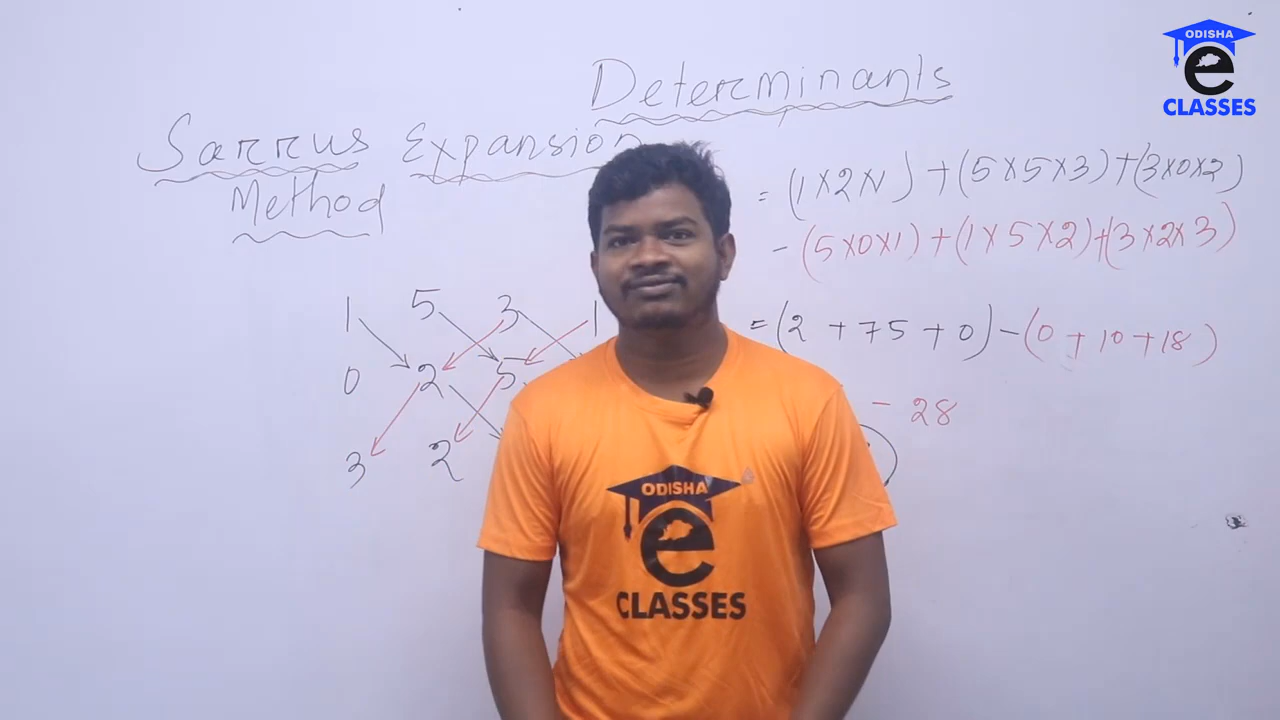 ODISHA
e
CLASSES
Determinants
Sarrus Expansion
Method
= (1×2×1) + (5×5×3) + (3×0×2)
- (5×0×1) + (1×5×2) + (3×2×3)
1 5 3 1
= (2 + 75 + 0) - (0 + 10 + 18)
0 2 5
- 28
3 2
ODISHA
e
CLASSES